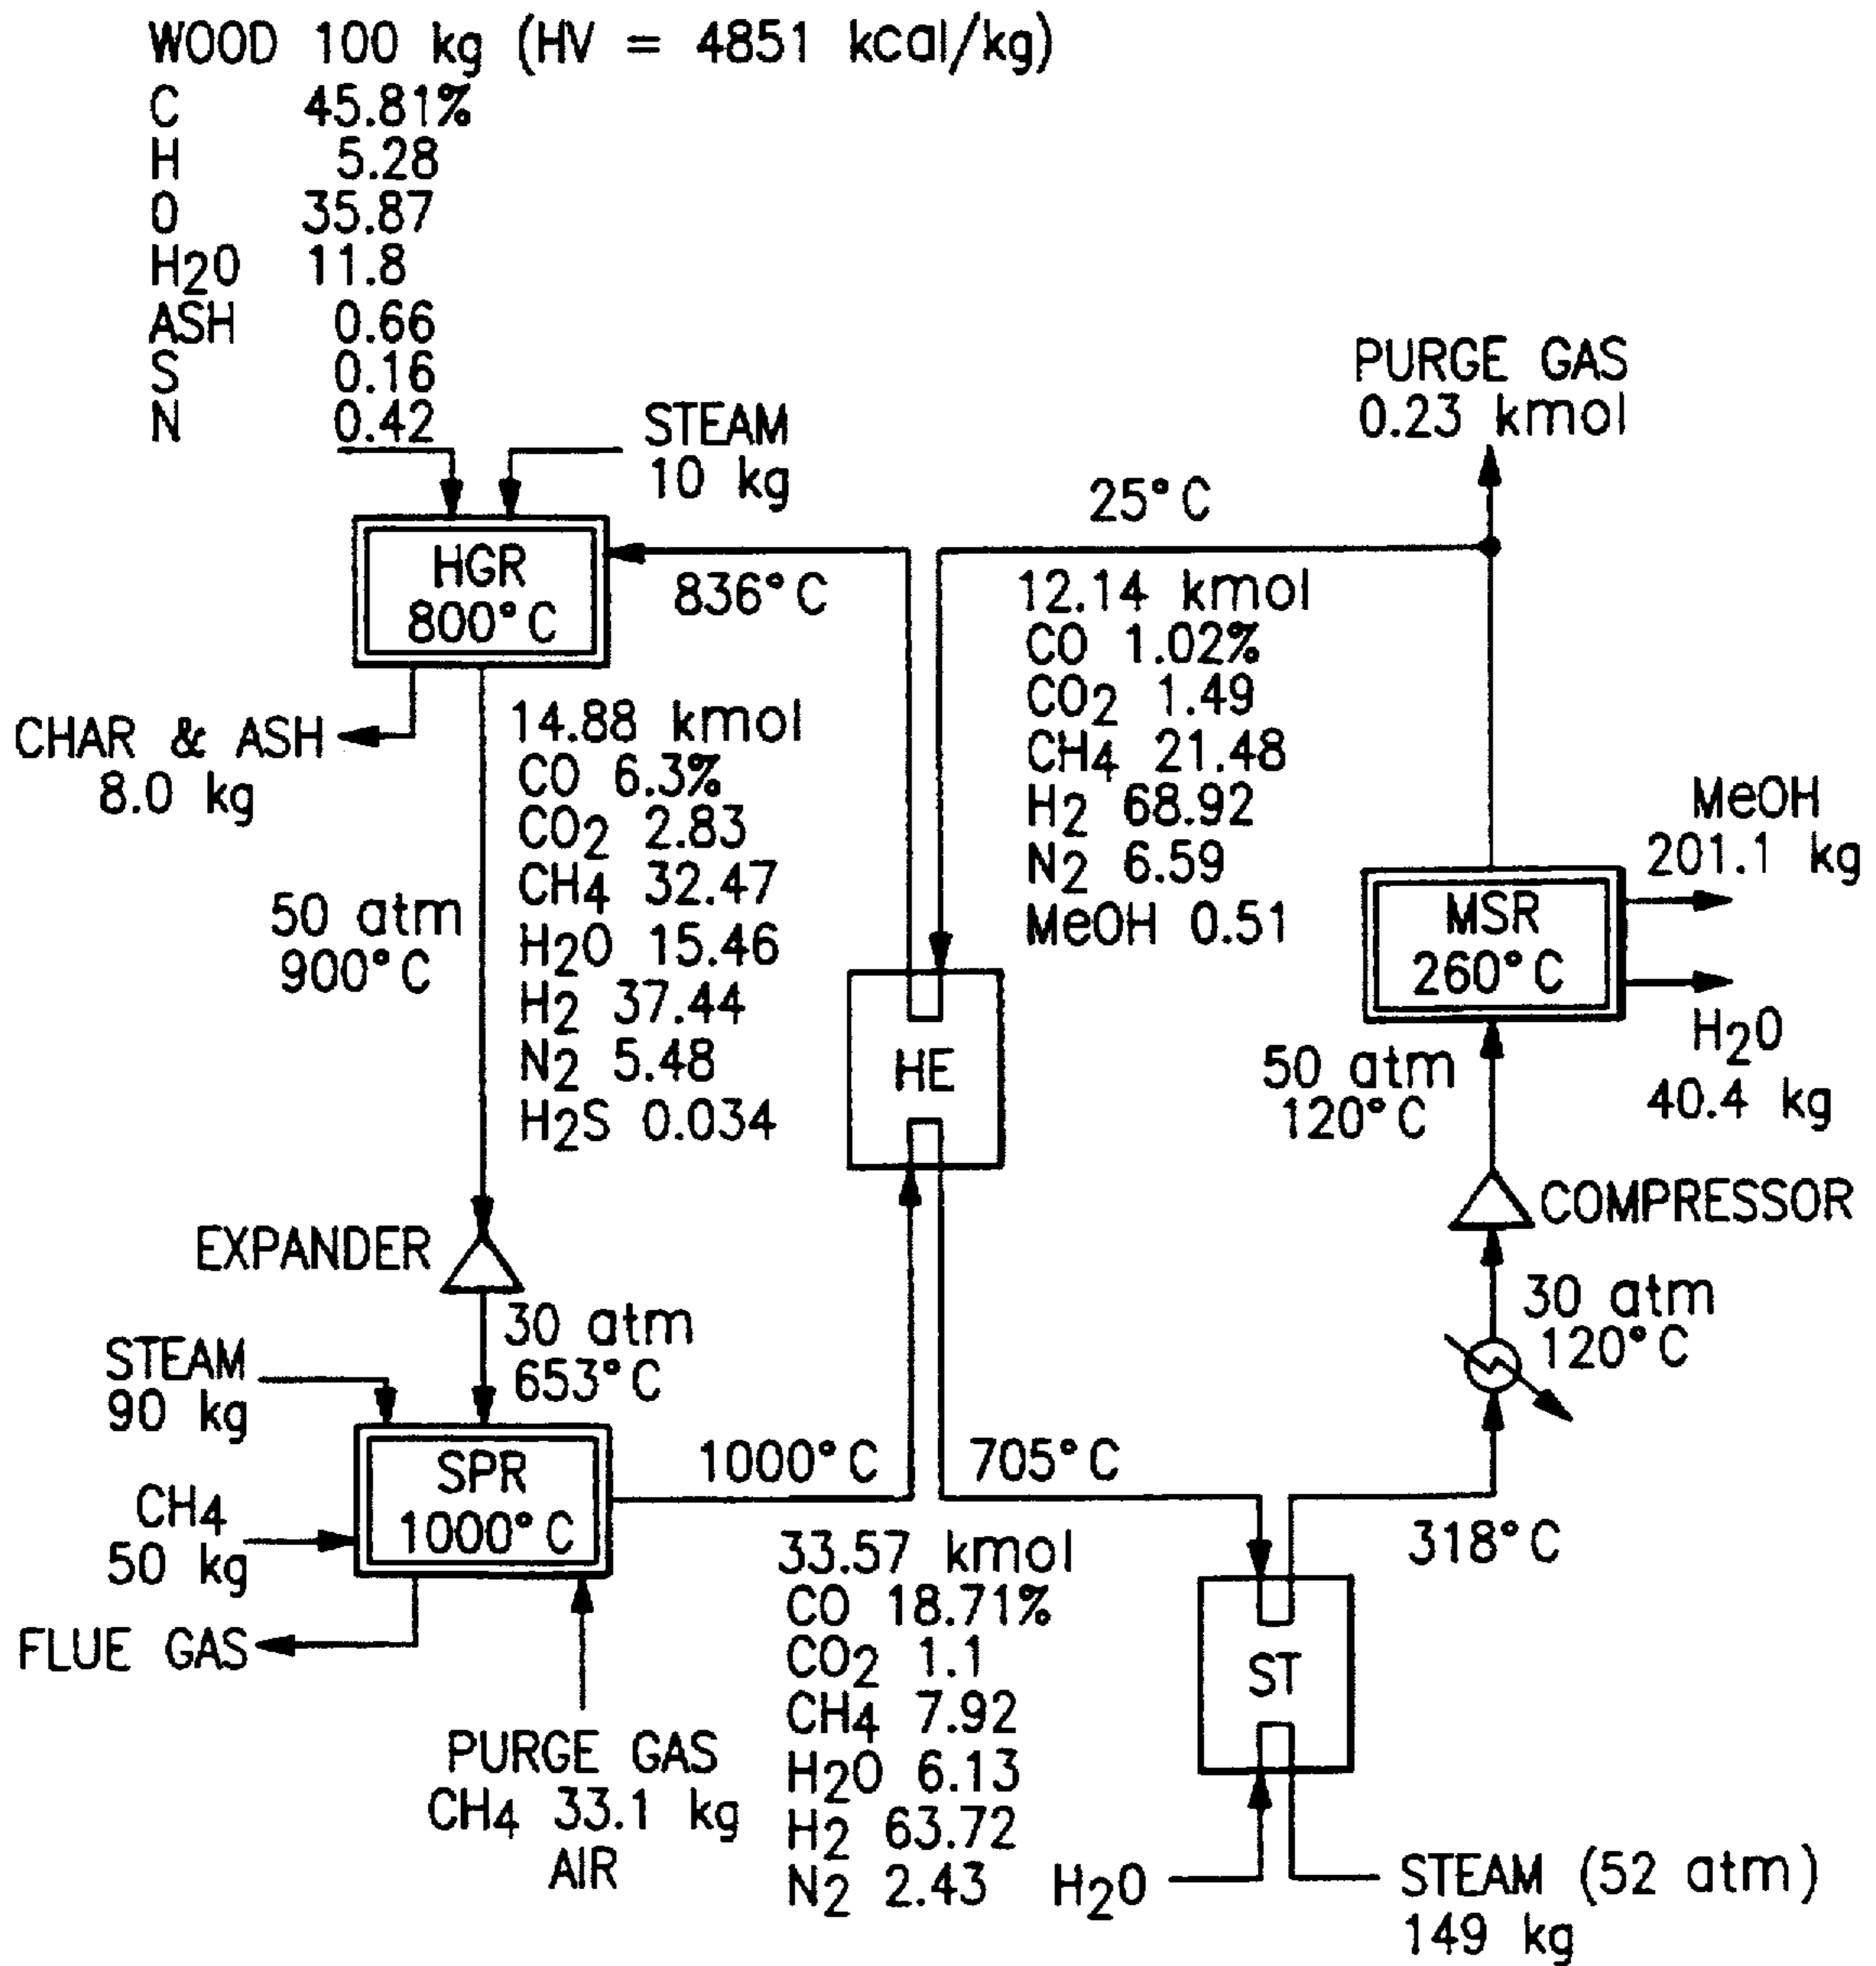 WOOD 100 kg (HV = 4851 kcal/kg)
C 45.81%
H 5.28
O 35.87
H2O 11.8
ASH 0.66
S 0.16
N 0.42
STEAM
10 kg
HGR
800°C
CHAR & ASH
8.0 kg
836°C
25°C
PURGE GAS
0.23 kmol
12.14 kmol
CO 1.02%
CO2 1.49
CH4 21.48
H2 68.92
N2 6.59
MeOH 0.51
14.88 kmol
CO 6.3%
CO2 2.83
CH4 32.47
H2O 15.46
H2 37.44
N2 5.48
H2S 0.034
50 atm
900°C
HE
MSR
260°C
MeOH
201.1 kg
H2O
40.4 kg
50 atm
120°C
COMPRESSOR
30 atm
120°C
EXPANDER
30 atm
653°C
STEAM
90 kg
CH4
50 kg
SPR
1000°C
FLUE GAS
PURGE GAS
CH4 33.1 kg
AIR
1000°C
705°C
318°C
33.57 kmol
CO 18.71%
CO2 1.1
CH4 7.92
H2O 6.13
H2 63.72
N2 2.43
ST
H2O
STEAM (52 atm)
149 kg